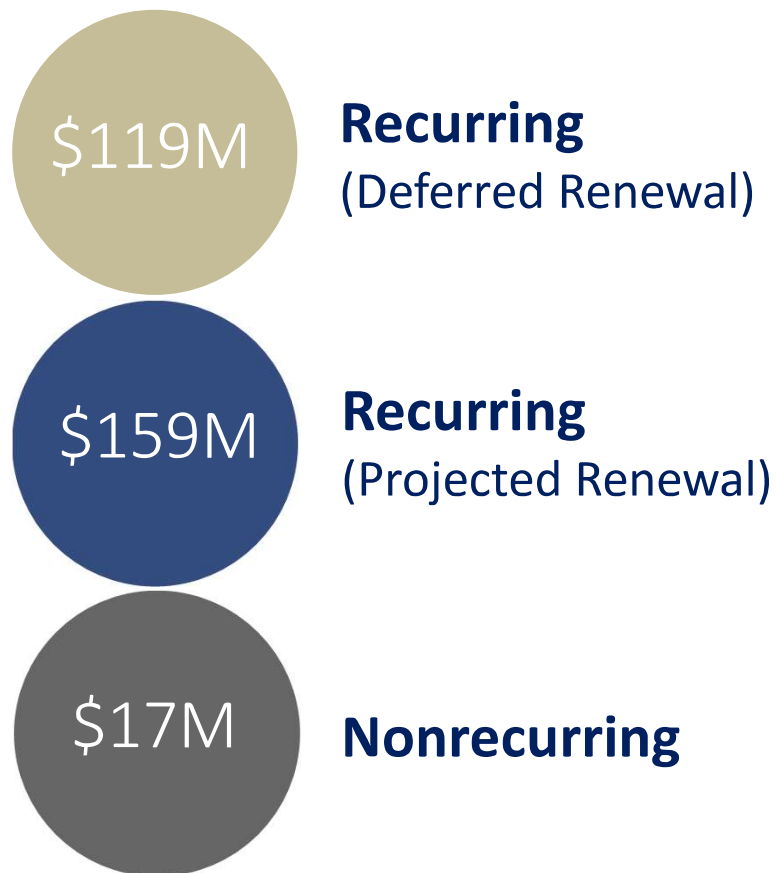 $119M
Recurring
(Deferred Renewal)
$159M
Recurring
(Projected Renewal)
$17M
Nonrecurring